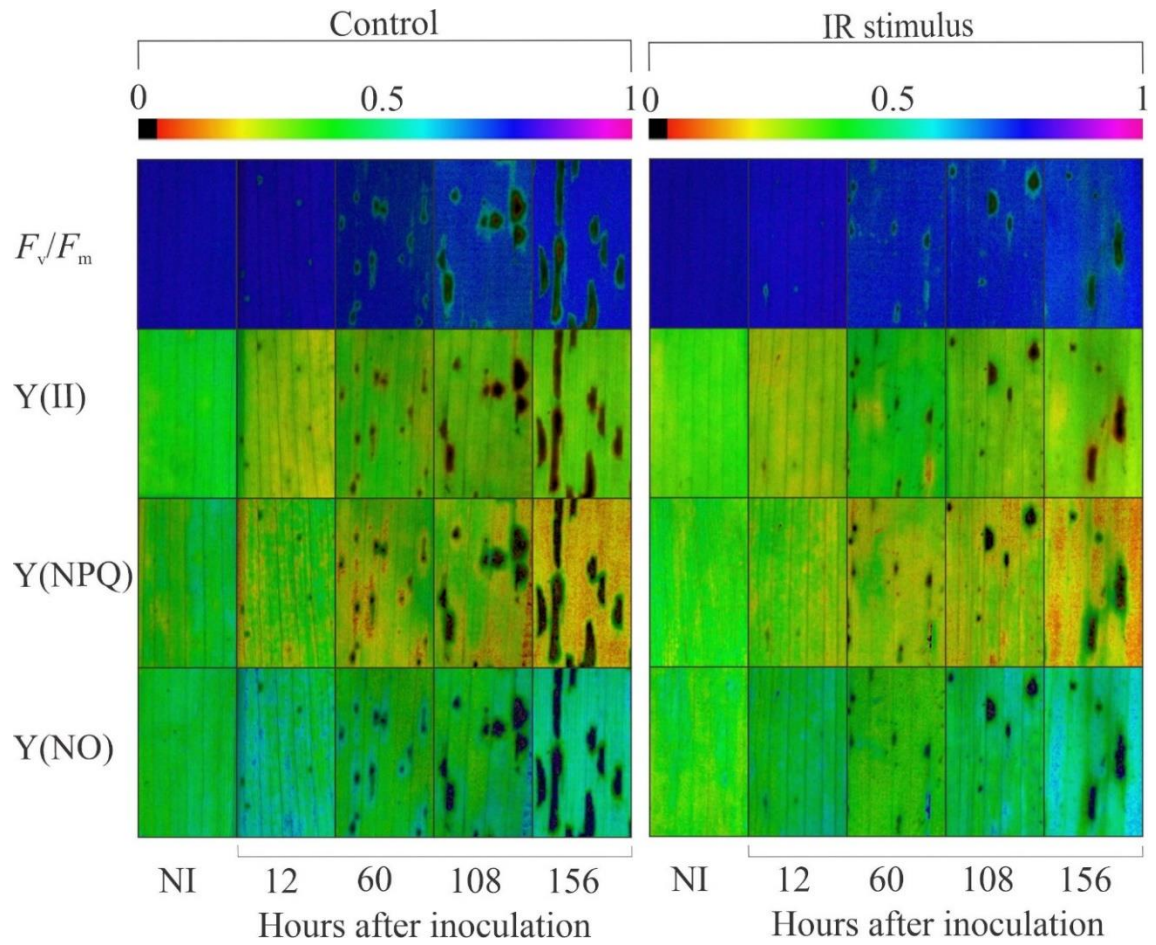 Control IR stimulus
0 0.5 1 0 0.5 1
Fv/Fm
Y(II)
Y(NPQ)
Y(NO)
NI 12 60 108 156 NI 12 60 108 156
Hours after inoculation Hours after inoculation